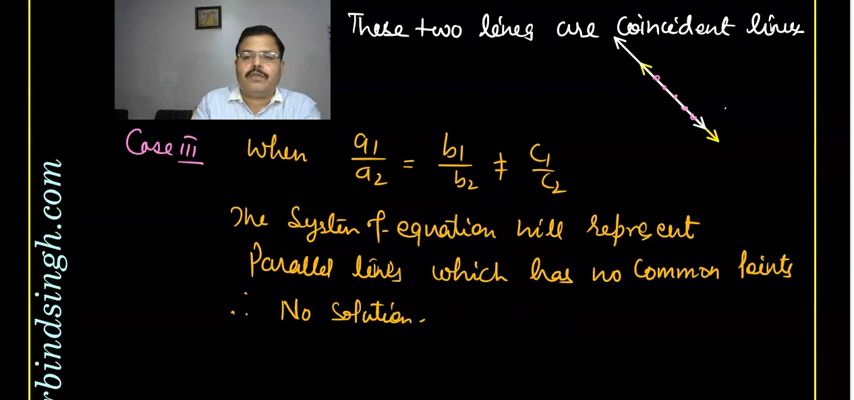 These two lines are coincident lines
Case III When a1/a2 = b1/b2 ≠ c1/c2
The System of equation will represent
Parallel lines which has no Common Points
∴ No Solution.
rbindsingh.com